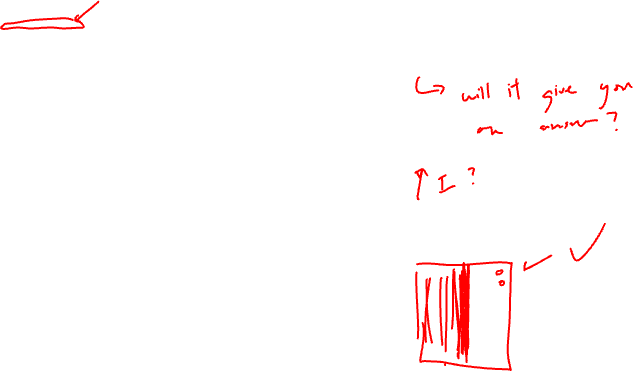 ↳ will it give you
an answer?
↑ I ?